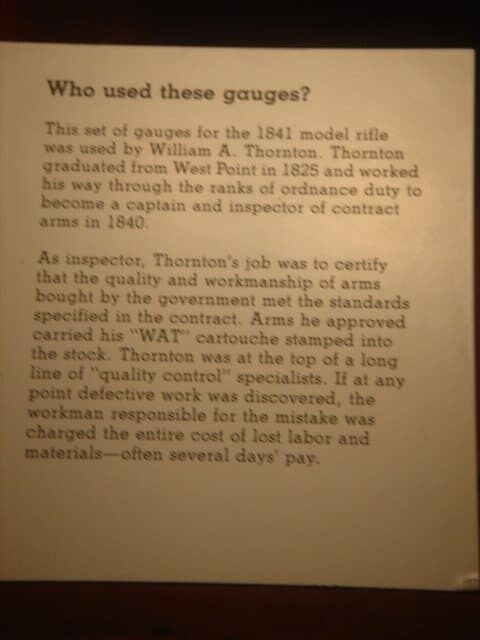 Who used these gauges?
This set of gauges for the 1841 model rifle
was used by William A. Thornton. Thornton
graduated from West Point in 1825 and worked
his way through the ranks of ordnance duty to
become a captain and inspector of contract
arms in 1840.
As inspector, Thornton's job was to certify
that the quality and workmanship of arms
bought by the government met the standards
specified in the contract. Arms he approved
carried his "WAT" cartouche stamped into
the stock. Thornton was at the top of a long
line of "quality control" specialists. If at any
point defective work was discovered, the
workman responsible for the mistake was
charged the entire cost of lost labor and
materials—often several days' pay.